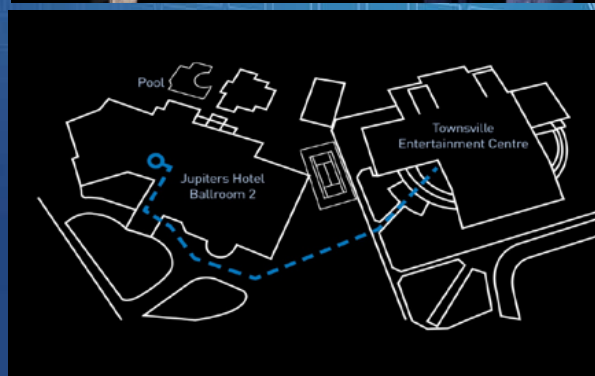 Pool
Townsville
Entertainment Centre
Jupiters Hotel
Ballroom 2